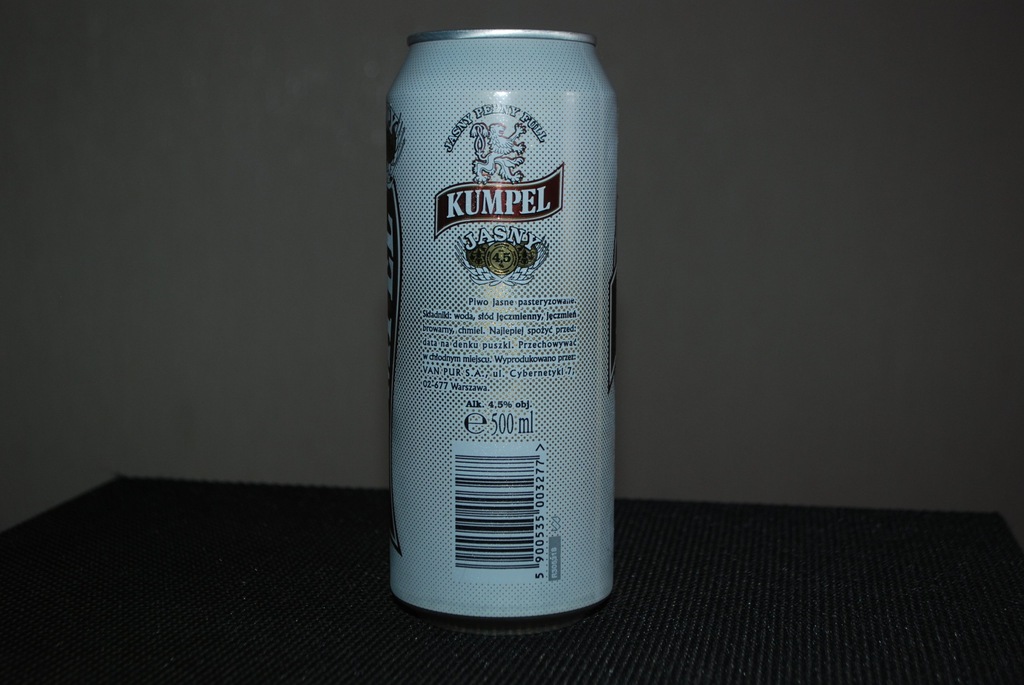 JASNY PEŁNY FULL
KUMPEL
JASNY
4,5
Piwo Jasne pasteryzowane.
Składniki: woda, słód jęczmienny, jęczmień
browarny, chmiel. Najlepiej spożyć przed:
data na denku puszki. Przechowywać
w chłodnym miejscu. Wyprodukowano przez:
VAN PUR S.A., ul. Cybernetyki 7,
02-677 Warszawa.
Alk. 4,5% obj.
℮ 500 ml
5 900535 003277 >